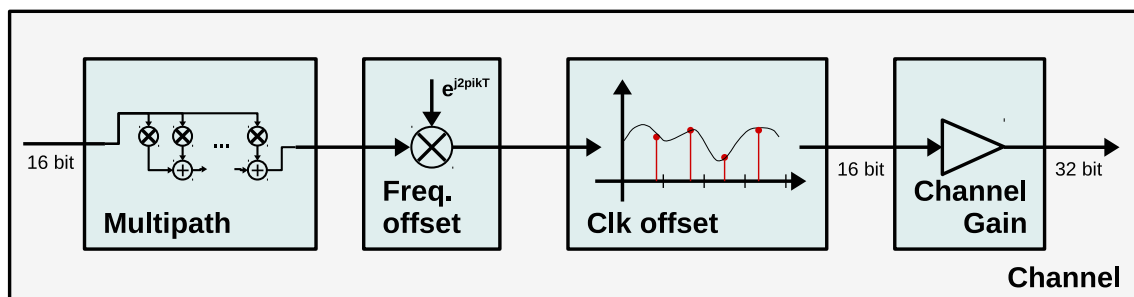 16 bit
...
Multipath
e^j2pikT
Freq.
offset
Clk offset
16 bit
Channel
Gain
32 bit
Channel